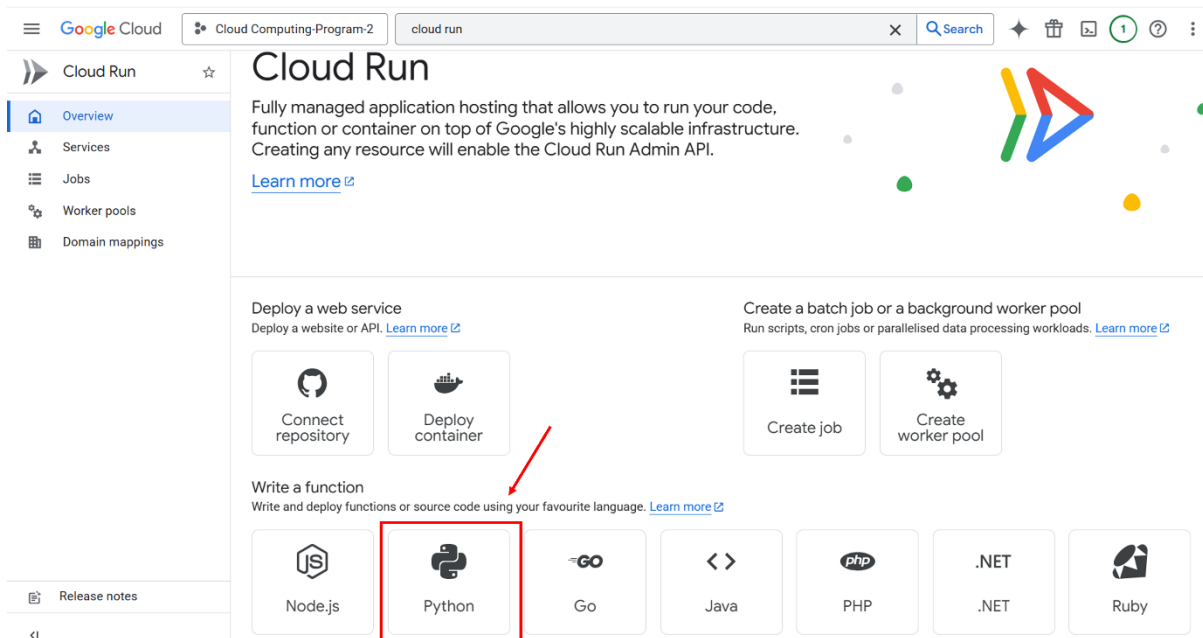 Google Cloud
Cloud Computing-Program-2
cloud run
Search
1
Cloud Run
Overview
Services
Jobs
Worker pools
Domain mappings
Release notes
Cloud Run
Fully managed application hosting that allows you to run your code,
function or container on top of Google's highly scalable infrastructure.
Creating any resource will enable the Cloud Run Admin API.
Learn more
Deploy a web service
Deploy a website or API. Learn more
Connect
repository
Deploy
container
Create a batch job or a background worker pool
Run scripts, cron jobs or parallelised data processing workloads. Learn more
Create job
Create
worker pool
Write a function
Write and deploy functions or source code using your favourite language. Learn more
JS
Node.js
Python
GO
Go
Java
php
PHP
.NET
.NET
Ruby